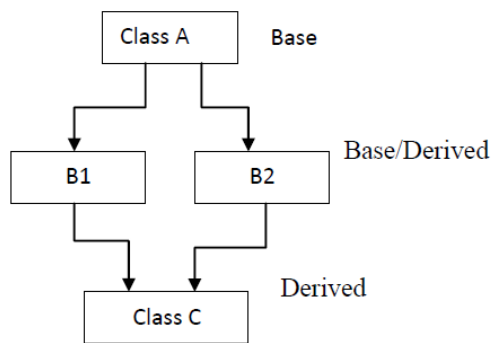 Class A
Base
B1
B2
Base/Derived
Class C
Derived